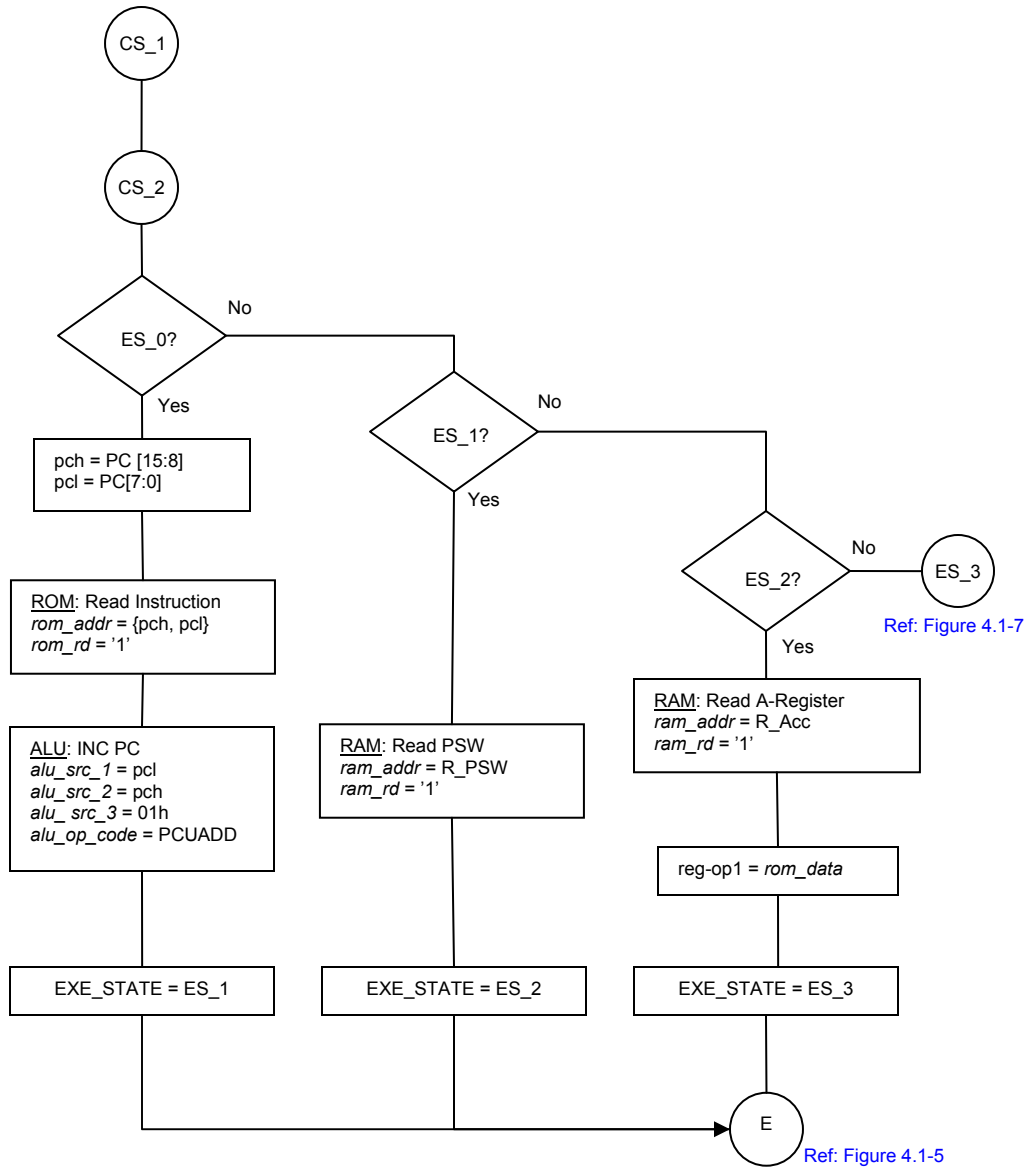 CS_1
CS_2
ES_0?
No
Yes
pch = PC [15:8]
pcl = PC[7:0]
ROM: Read Instruction
rom_addr = {pch, pcl}
rom_rd = '1'
ALU: INC PC
alu_src_1 = pcl
alu_src_2 = pch
alu_ src_3 = 01h
alu_op_code = PCUADD
EXE_STATE = ES_1
ES_1?
No
Yes
RAM: Read PSW
ram_addr = R_PSW
ram_rd = '1'
EXE_STATE = ES_2
ES_2?
No
ES_3
Ref: Figure 4.1-7
Yes
RAM: Read A-Register
ram_addr = R_Acc
ram_rd = '1'
reg-op1 = rom_data
EXE_STATE = ES_3
E
Ref: Figure 4.1-5